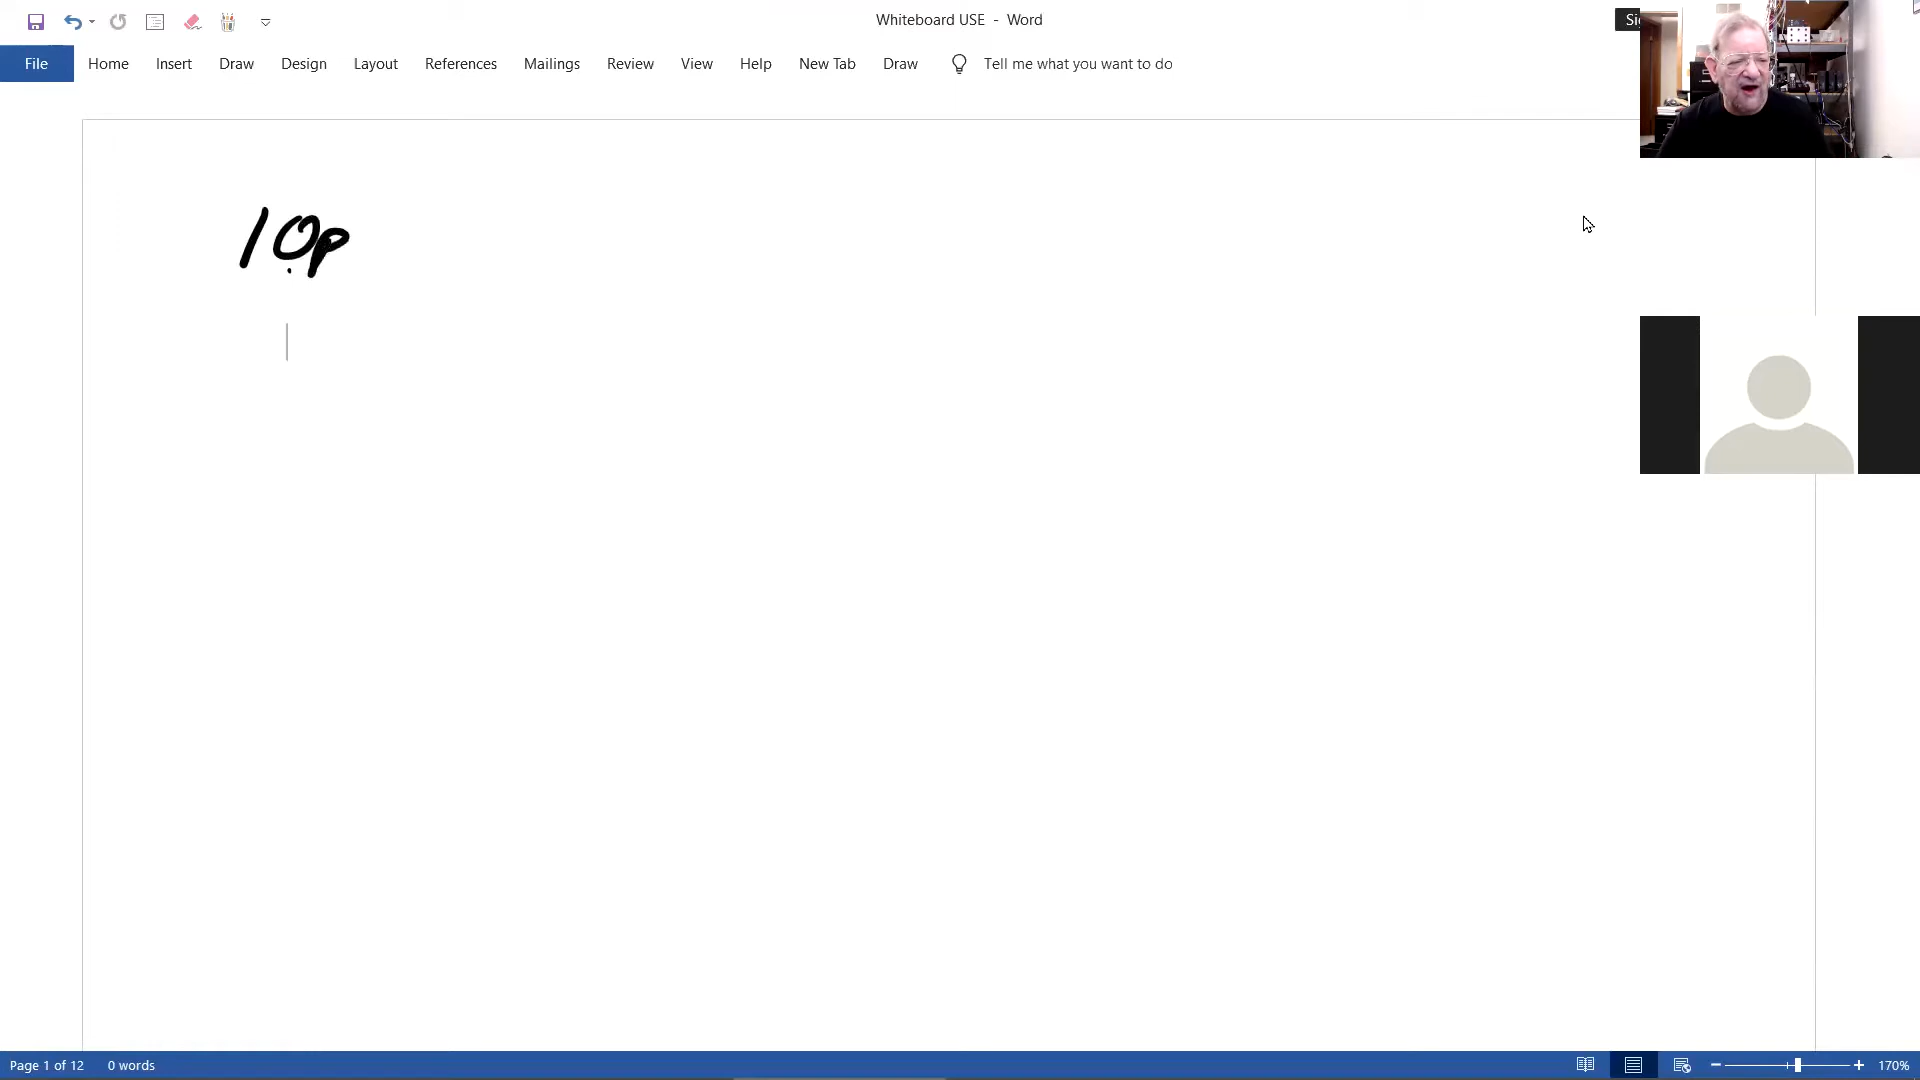 Whiteboard USE - Word
File Home Insert Draw Design Layout References Mailings Review View Help New Tab Draw Tell me what you want to do
10p
Page 1 of 12 0 words 170%